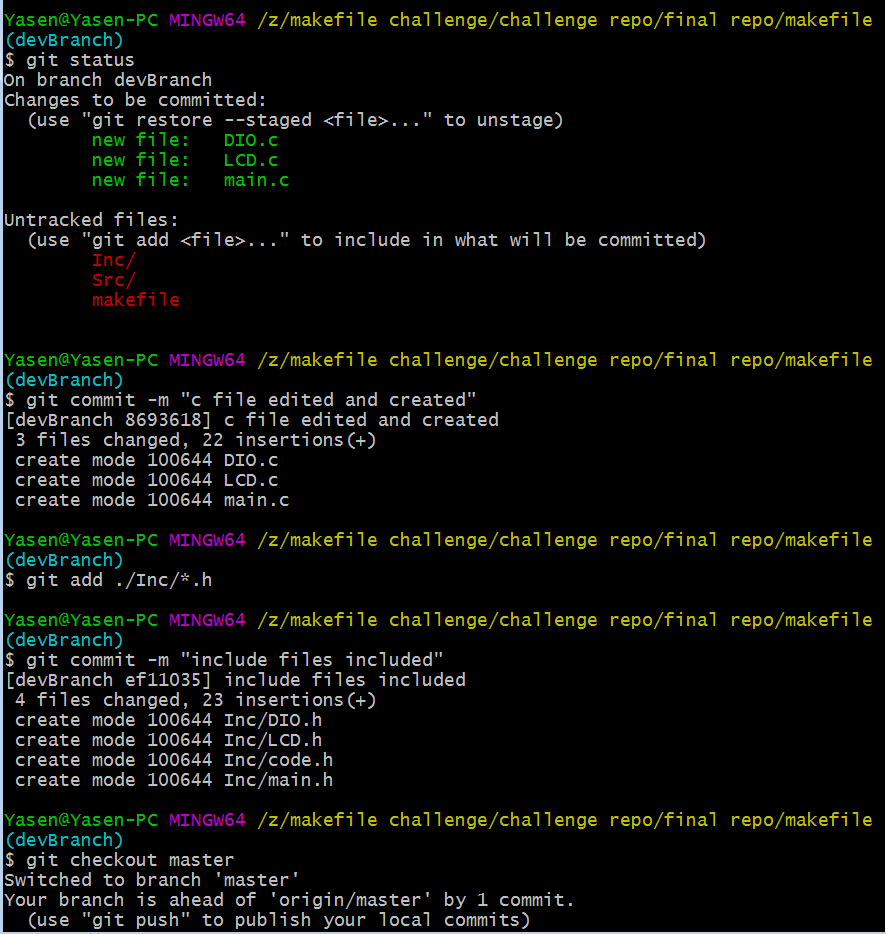 Yasen@Yasen-PC MINGW64 /z/makefile challenge/challenge repo/final repo/makefile
(devBranch)
$ git status
On branch devBranch
Changes to be committed:
  (use "git restore --staged <file>..." to unstage)
        new file:   DIO.c
        new file:   LCD.c
        new file:   main.c

Untracked files:
  (use "git add <file>..." to include in what will be committed)
        Inc/
        Src/
        makefile


Yasen@Yasen-PC MINGW64 /z/makefile challenge/challenge repo/final repo/makefile
(devBranch)
$ git commit -m "c file edited and created"
[devBranch 8693618] c file edited and created
 3 files changed, 22 insertions(+)
 create mode 100644 DIO.c
 create mode 100644 LCD.c
 create mode 100644 main.c

Yasen@Yasen-PC MINGW64 /z/makefile challenge/challenge repo/final repo/makefile
(devBranch)
$ git add ./Inc/*.h

Yasen@Yasen-PC MINGW64 /z/makefile challenge/challenge repo/final repo/makefile
(devBranch)
$ git commit -m "include files included"
[devBranch ef11035] include files included
 4 files changed, 23 insertions(+)
 create mode 100644 Inc/DIO.h
 create mode 100644 Inc/LCD.h
 create mode 100644 Inc/code.h
 create mode 100644 Inc/main.h

Yasen@Yasen-PC MINGW64 /z/makefile challenge/challenge repo/final repo/makefile
(devBranch)
$ git checkout master
Switched to branch 'master'
Your branch is ahead of 'origin/master' by 1 commit.
  (use "git push" to publish your local commits)